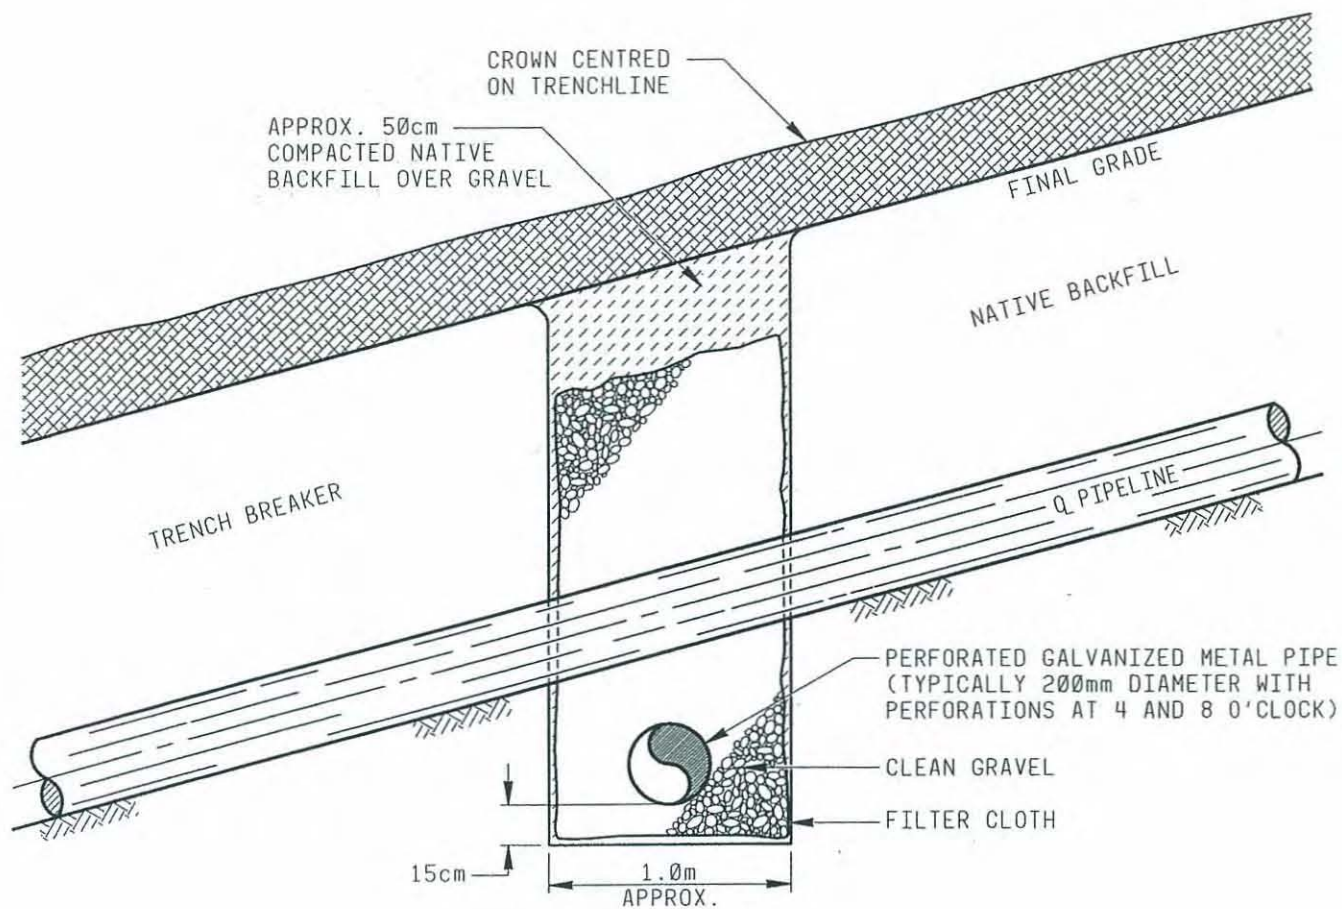 CROWN CENTRED
ON TRENCHLINE
APPROX. 50cm
COMPACTED NATIVE
BACKFILL OVER GRAVEL
FINAL GRADE
NATIVE BACKFILL
TRENCH BREAKER
℄ PIPELINE
PERFORATED GALVANIZED METAL PIPE
(TYPICALLY 200mm DIAMETER WITH
PERFORATIONS AT 4 AND 8 O'CLOCK)
CLEAN GRAVEL
FILTER CLOTH
15cm
1.0m
APPROX.